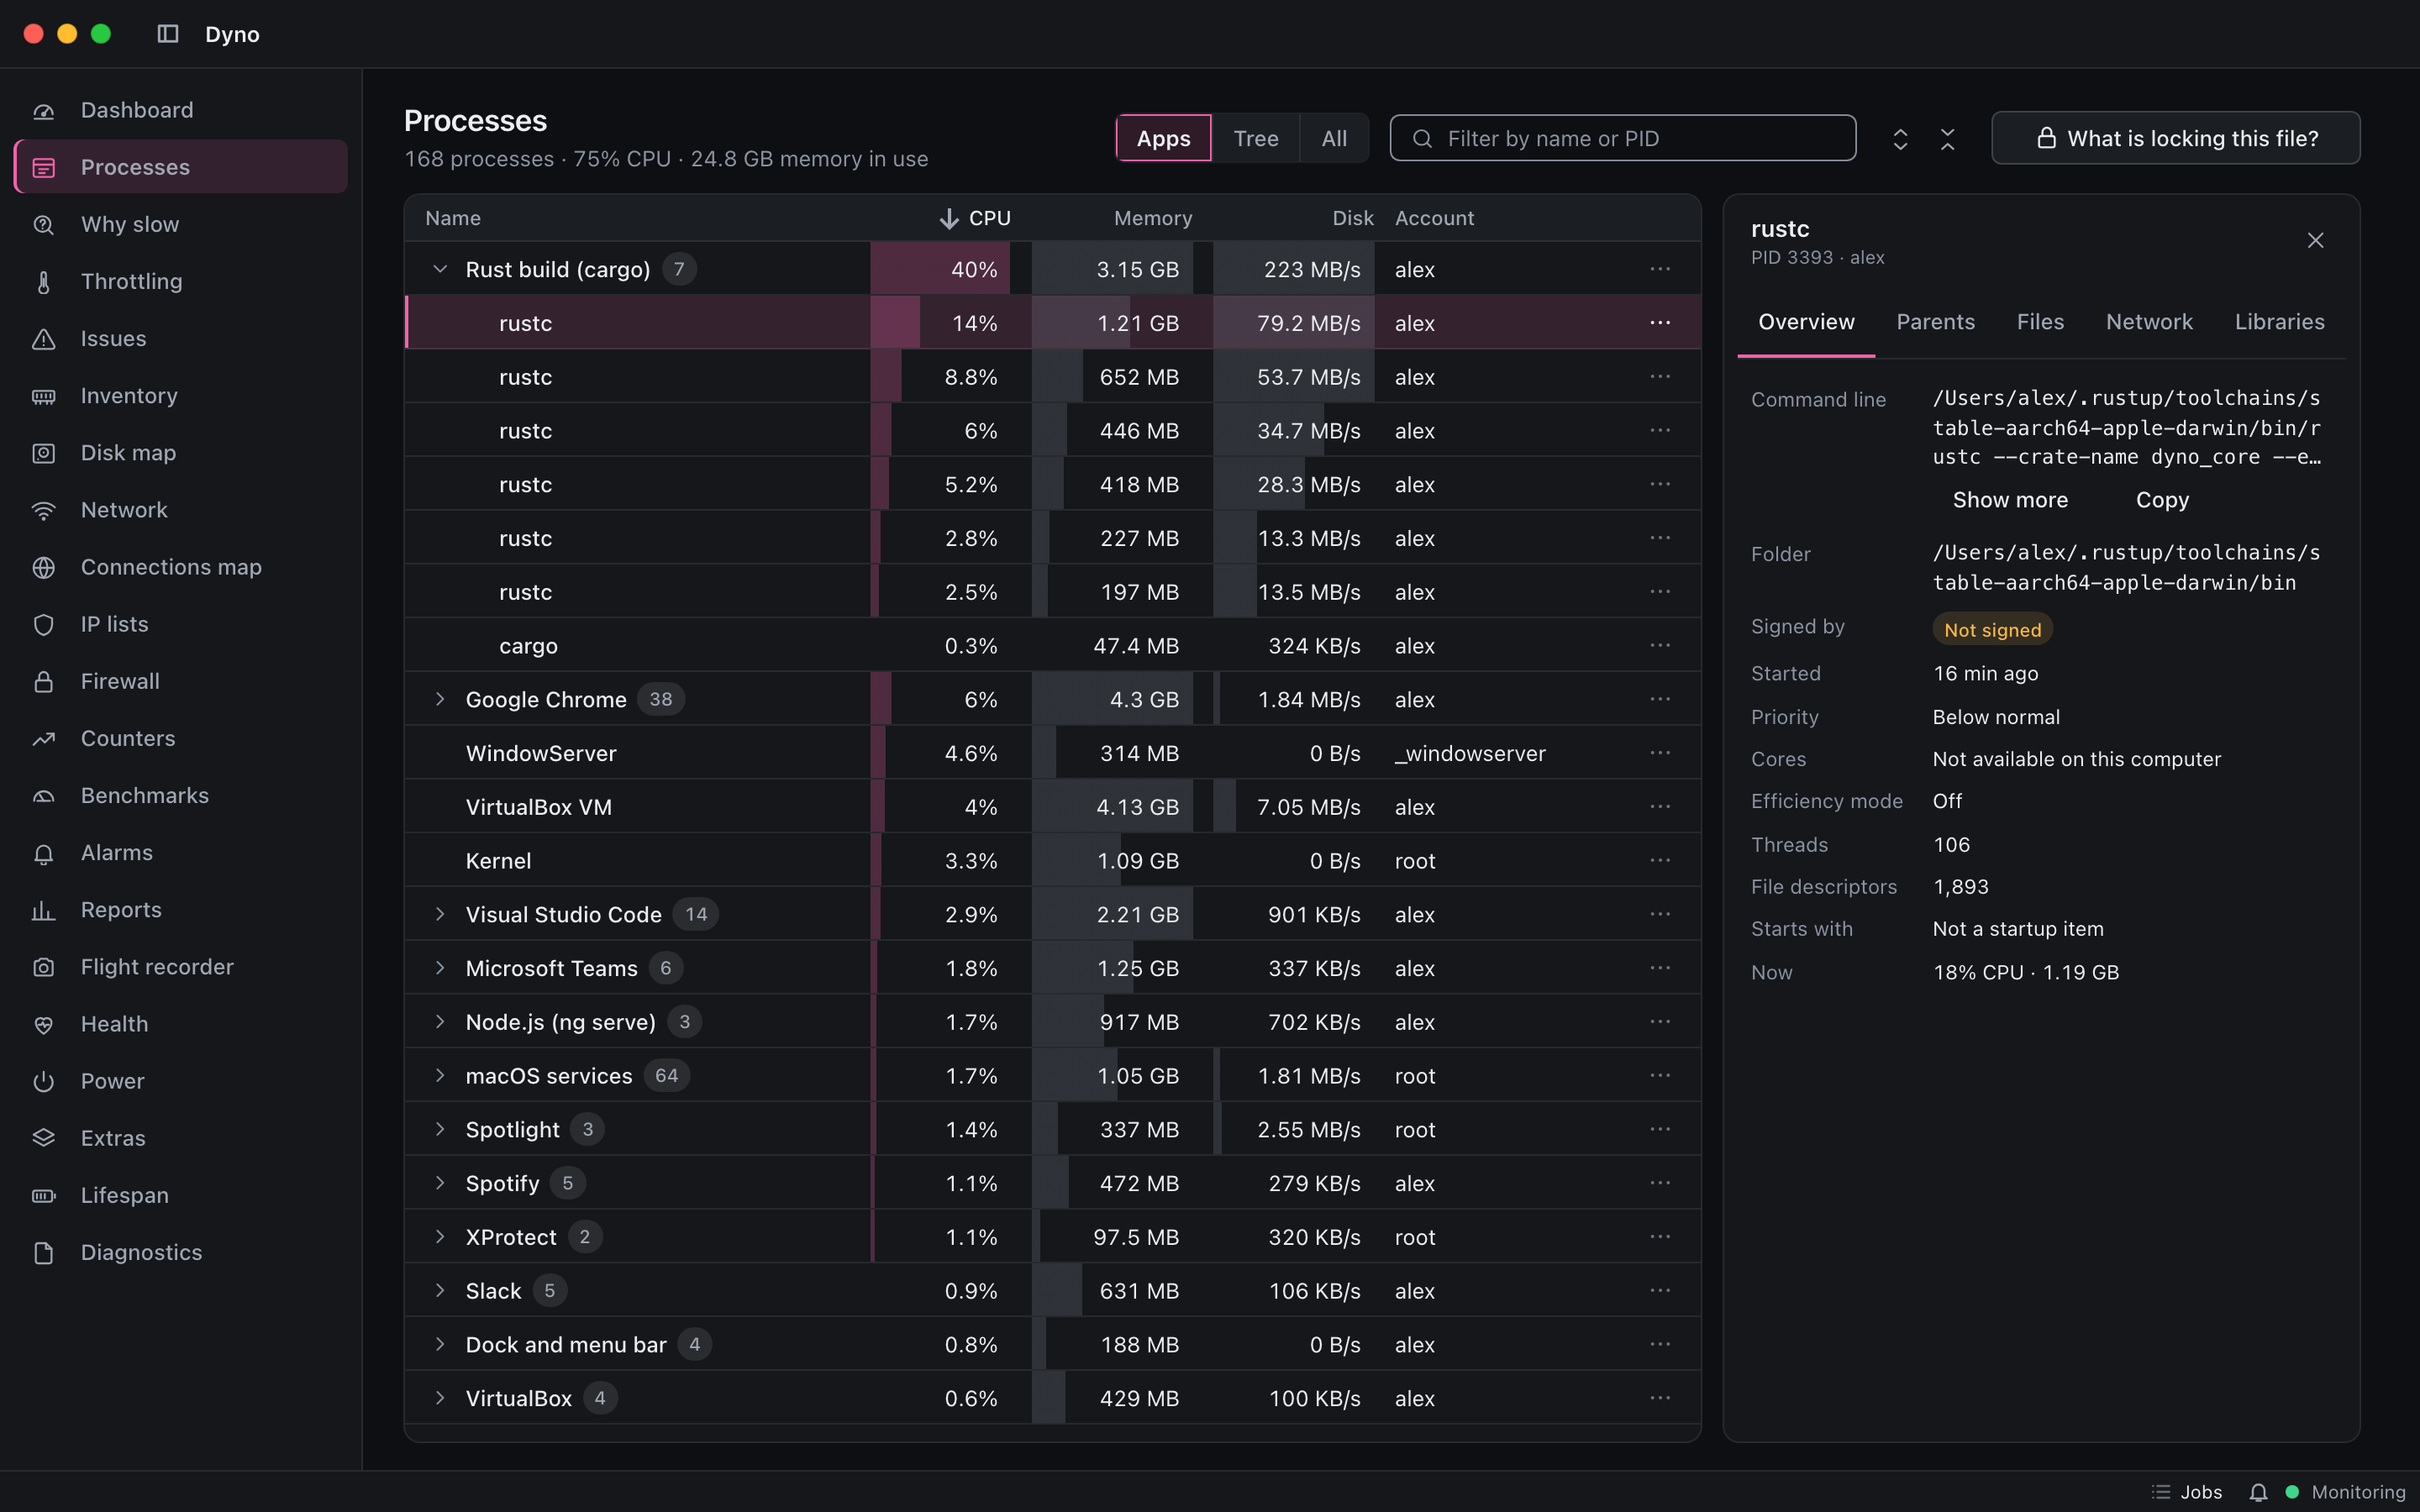 Dyno
Dashboard
Processes
Why slow
Throttling
Issues
Inventory
Disk map
Network
Connections map
IP lists
Firewall
Counters
Benchmarks
Alarms
Reports
Flight recorder
Health
Power
Extras
Lifespan
Diagnostics
Processes
168 processes · 75% CPU · 24.8 GB memory in use
Apps Tree All
Filter by name or PID
What is locking this file?
Name CPU Memory Disk Account
Rust build (cargo) 7 40% 3.15 GB 223 MB/s alex ...
rustc 14% 1.21 GB 79.2 MB/s alex ...
rustc 8.8% 652 MB 53.7 MB/s alex ...
rustc 6% 446 MB 34.7 MB/s alex ...
rustc 5.2% 418 MB 28.3 MB/s alex ...
rustc 2.8% 227 MB 13.3 MB/s alex ...
rustc 2.5% 197 MB 13.5 MB/s alex ...
cargo 0.3% 47.4 MB 324 KB/s alex ...
Google Chrome 38 6% 4.3 GB 1.84 MB/s alex ...
WindowServer 4.6% 314 MB 0 B/s _windowserver ...
VirtualBox VM 4% 4.13 GB 7.05 MB/s alex ...
Kernel 3.3% 1.09 GB 0 B/s root ...
Visual Studio Code 14 2.9% 2.21 GB 901 KB/s alex ...
Microsoft Teams 6 1.8% 1.25 GB 337 KB/s alex ...
Node.js (ng serve) 3 1.7% 917 MB 702 KB/s alex ...
macOS services 64 1.7% 1.05 GB 1.81 MB/s root ...
Spotlight 3 1.4% 337 MB 2.55 MB/s root ...
Spotify 5 1.1% 472 MB 279 KB/s alex ...
XProtect 2 1.1% 97.5 MB 320 KB/s root ...
Slack 5 0.9% 631 MB 106 KB/s alex ...
Dock and menu bar 4 0.8% 188 MB 0 B/s alex ...
VirtualBox 4 0.6% 429 MB 100 KB/s alex ...
rustc
PID 3393 · alex
Overview Parents Files Network Libraries
Command line /Users/alex/.rustup/toolchains/s
table-aarch64-apple-darwin/bin/r
ustc --crate-name dyno_core --e…
Show more Copy
Folder /Users/alex/.rustup/toolchains/s
table-aarch64-apple-darwin/bin
Signed by Not signed
Started 16 min ago
Priority Below normal
Cores Not available on this computer
Efficiency mode Off
Threads 106
File descriptors 1,893
Starts with Not a startup item
Now 18% CPU · 1.19 GB
Jobs Monitoring